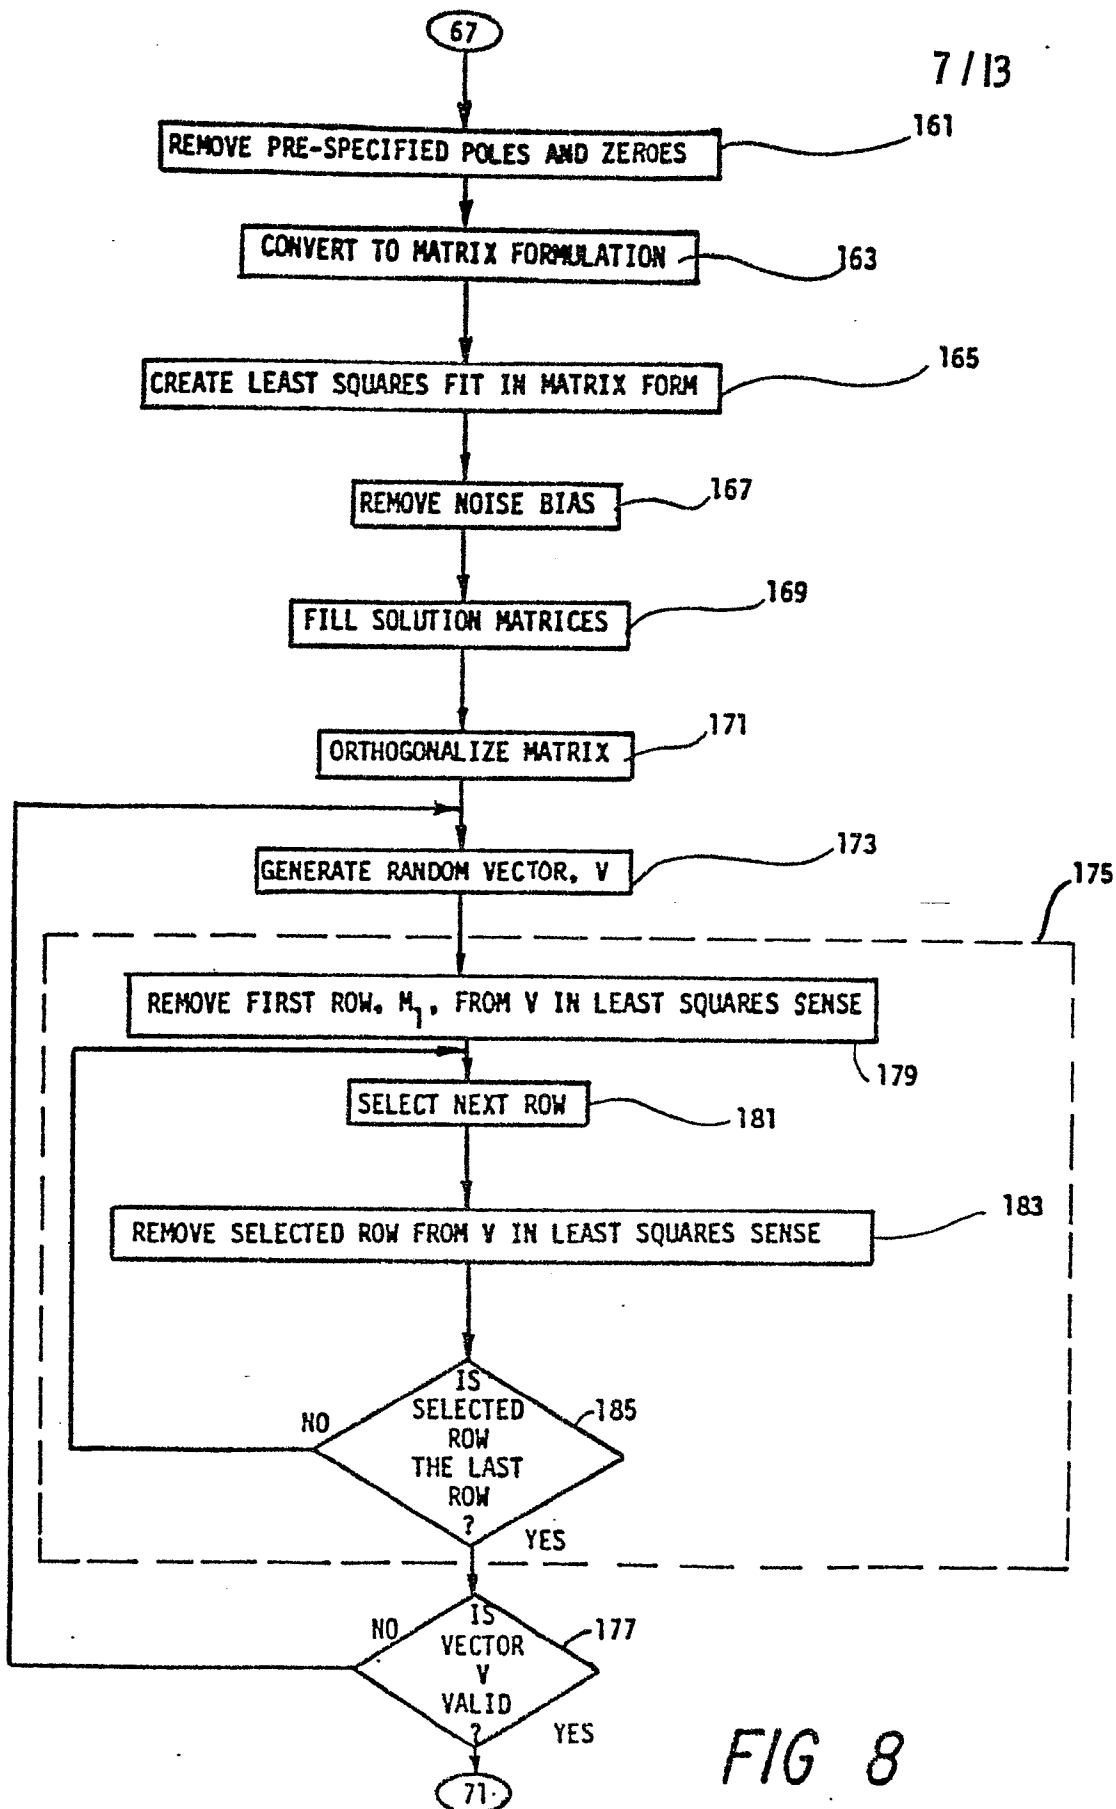 67
7/13
REMOVE PRE-SPECIFIED POLES AND ZEROES
161
CONVERT TO MATRIX FORMULATION
163
CREATE LEAST SQUARES FIT IN MATRIX FORM
165
REMOVE NOISE BIAS
167
FILL SOLUTION MATRICES
169
ORTHOGONALIZE MATRIX
171
GENERATE RANDOM VECTOR, V
173
175
REMOVE FIRST ROW, M1, FROM V IN LEAST SQUARES SENSE
179
SELECT NEXT ROW
181
REMOVE SELECTED ROW FROM V IN LEAST SQUARES SENSE
183
IS
SELECTED
ROW
THE LAST
ROW
?
185
NO
YES
IS
VECTOR
V
VALID
?
177
NO
YES
71
FIG 8